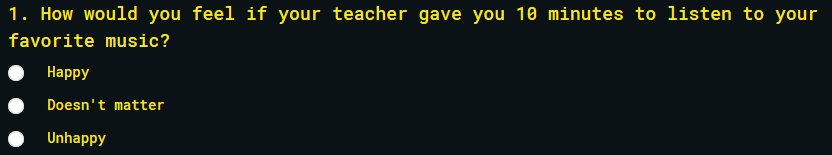 1. How would you feel if your teacher gave you 10 minutes to listen to your
favorite music?
Happy
Doesn't matter
Unhappy